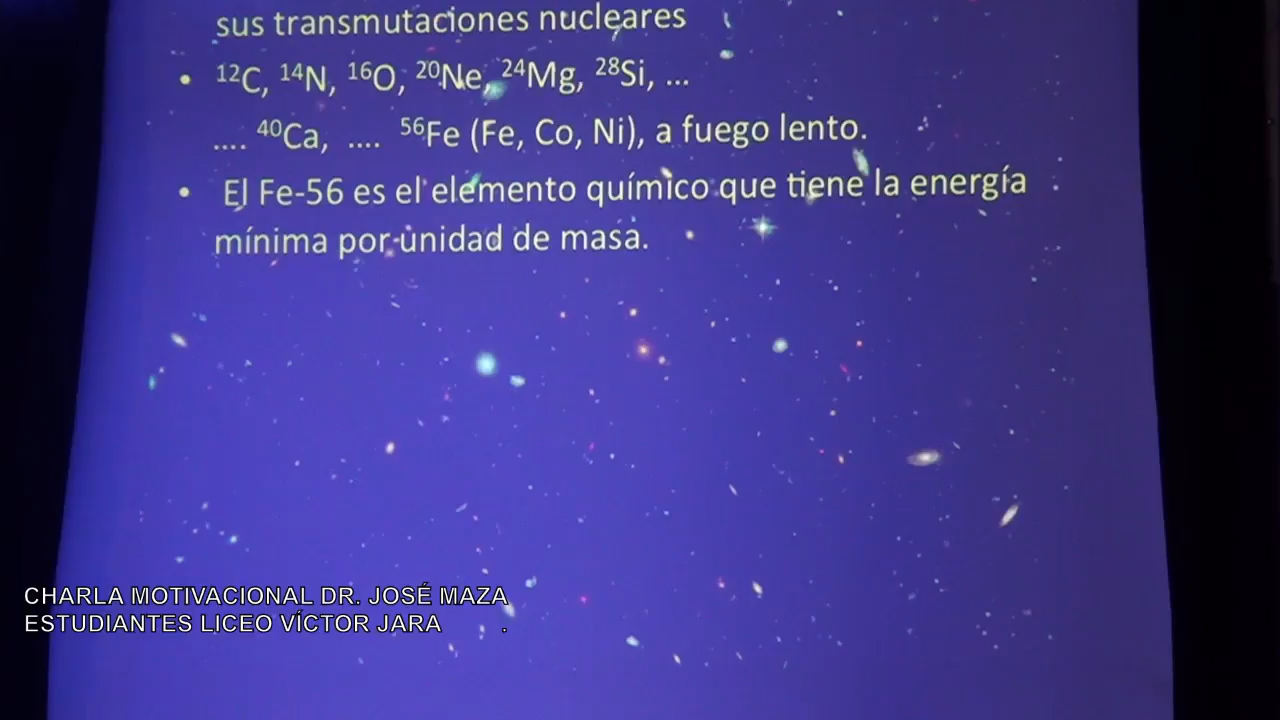 sus transmutaciones nucleares
• ¹²C, ¹⁴N, ¹⁶O, ²⁰Ne, ²⁴Mg, ²⁸Si, ...
.... ⁴⁰Ca, .... ⁵⁶Fe (Fe, Co, Ni), a fuego lento.
• El Fe-56 es el elemento químico que tiene la energía
mínima por unidad de masa.
CHARLA MOTIVACIONAL DR. JOSÉ MAZA
ESTUDIANTES LICEO VÍCTOR JARA .